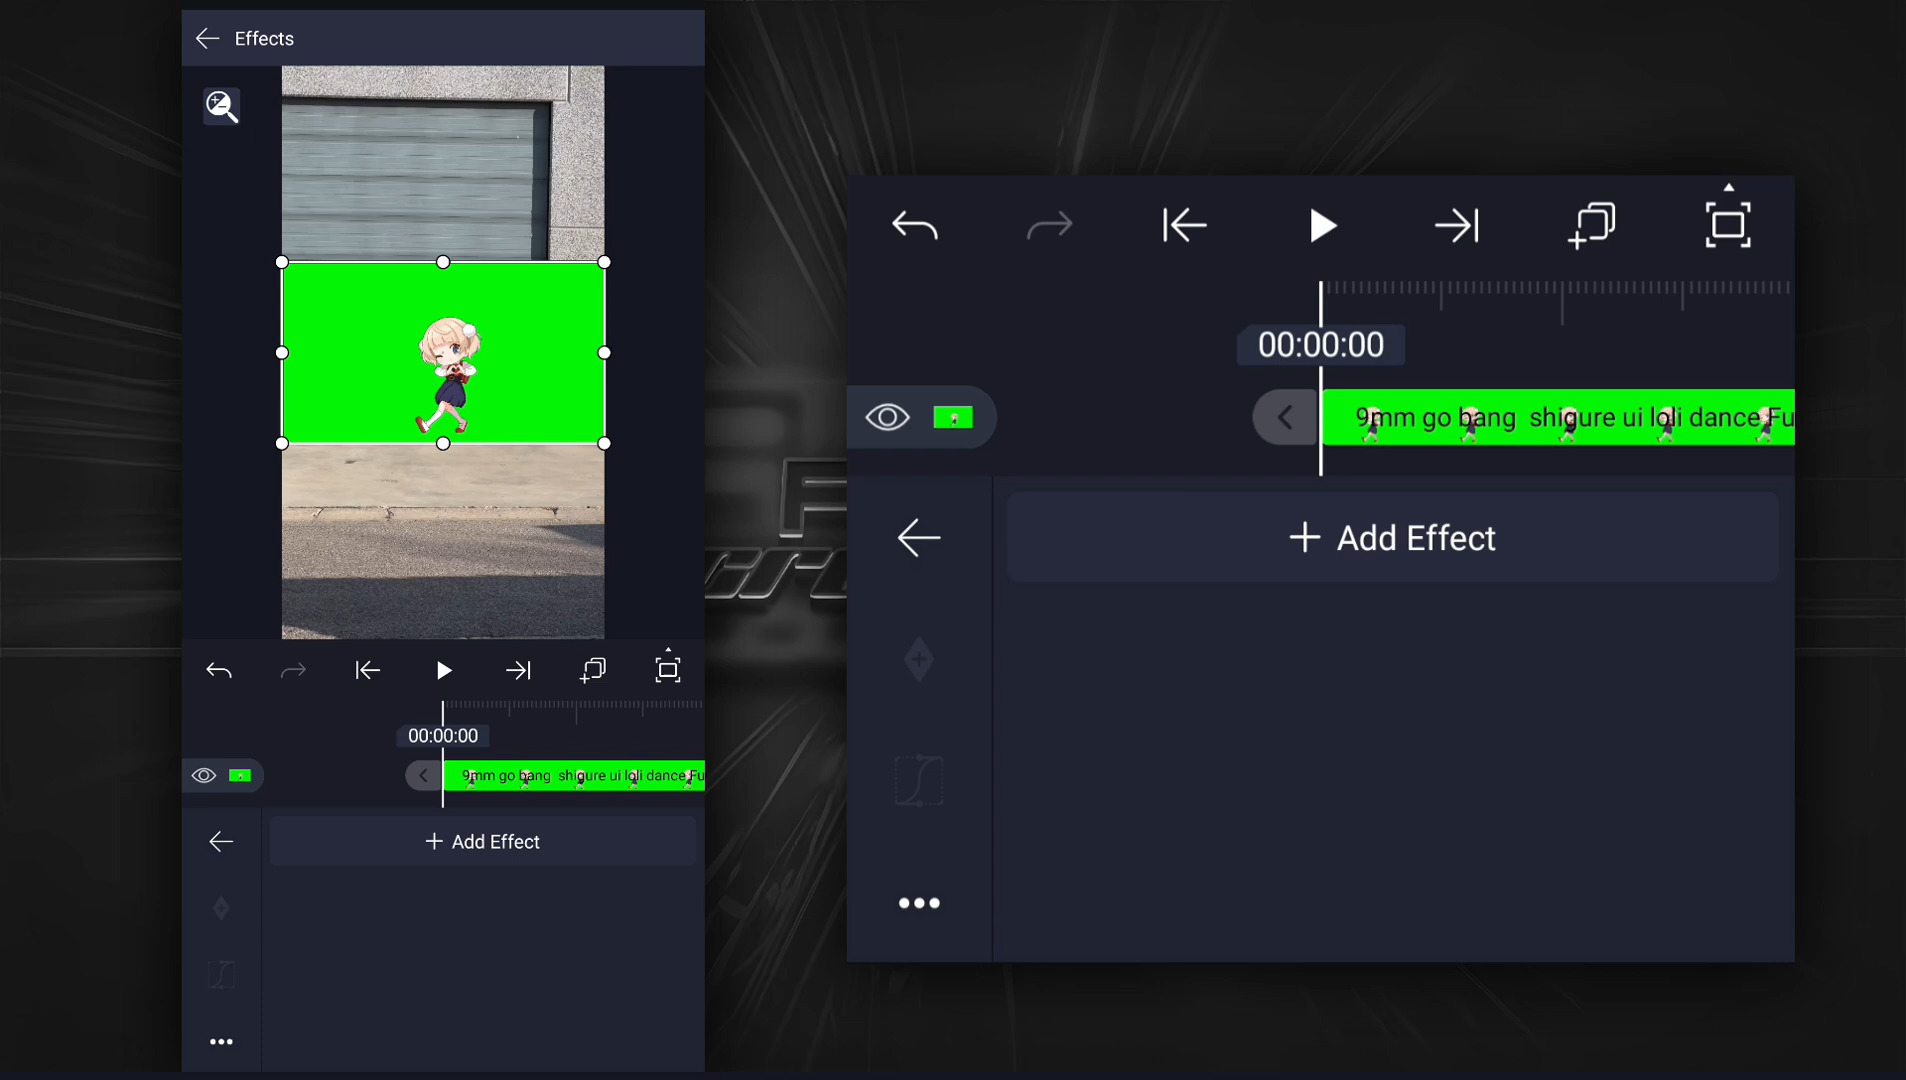 Effects
00:00:00
9mm go bang  shigure ui loli dance Fu
+ Add Effect
00:00:00
9mm go bang  shigure ui loli dance Fu
+ Add Effect